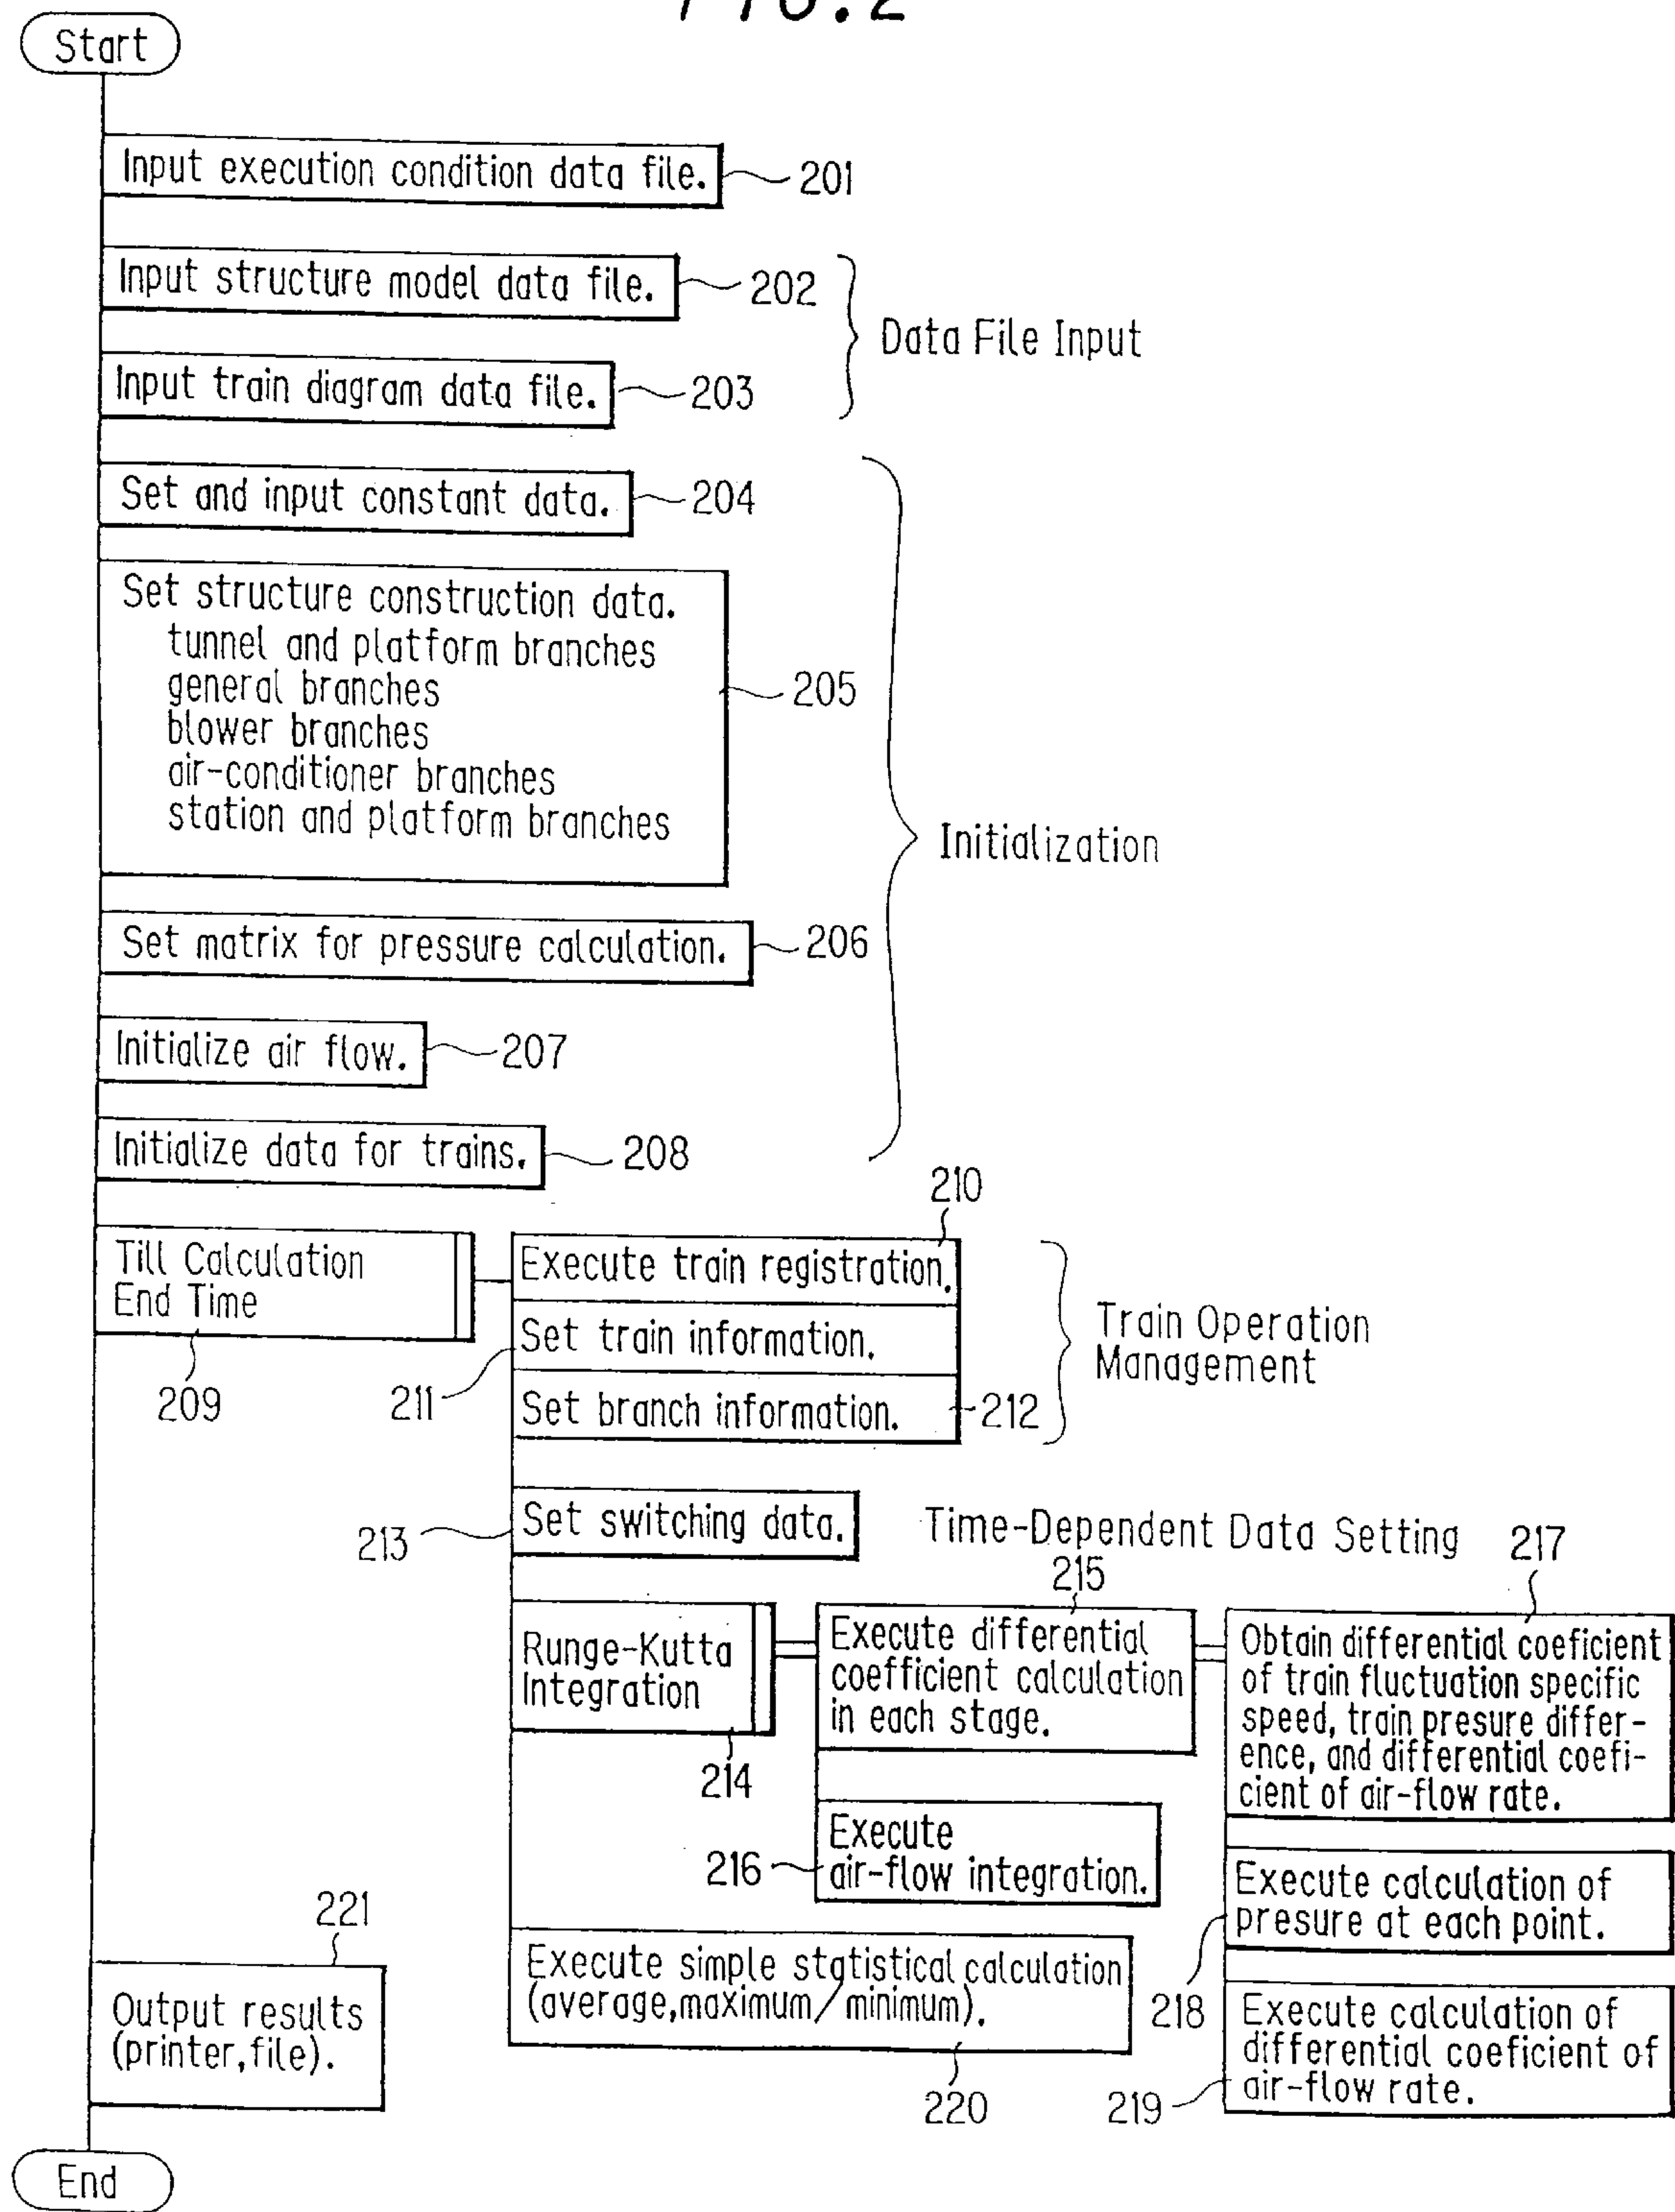 FIG.2
Start
Input execution condition data file.
201
Input structure model data file.
202
Data File Input
Input train diagram data file.
203
Set and input constant data.
204
Set structure construction data.
tunnel and platform branches
general branches
blower branches
air-conditioner branches
station and platform branches
205
Initialization
Set matrix for pressure calculation.
206
Initialize air flow.
207
Initialize data for trains.
208
210
Till Calculation
End Time
209
Execute train registration.
Set train information.
211
Set branch information.
212
Train Operation
Management
Set switching data.
213
Time-Dependent Data Setting
Runge-Kutta
Integration
214
215
Execute differential
coefficient calculation
in each stage.
216
Execute
air-flow integration.
217
Obtain differential coeficient
of train fluctuation specific
speed, train presure differ-
ence, and differential coefi-
cient of air-flow rate.
Execute calculation of
presure at each point.
218
Execute calculation of
differential coeficient of
air-flow rate.
219
Execute simple statistical calculation
(average,maximum/minimum).
220
221
Output results
(printer,file).
End